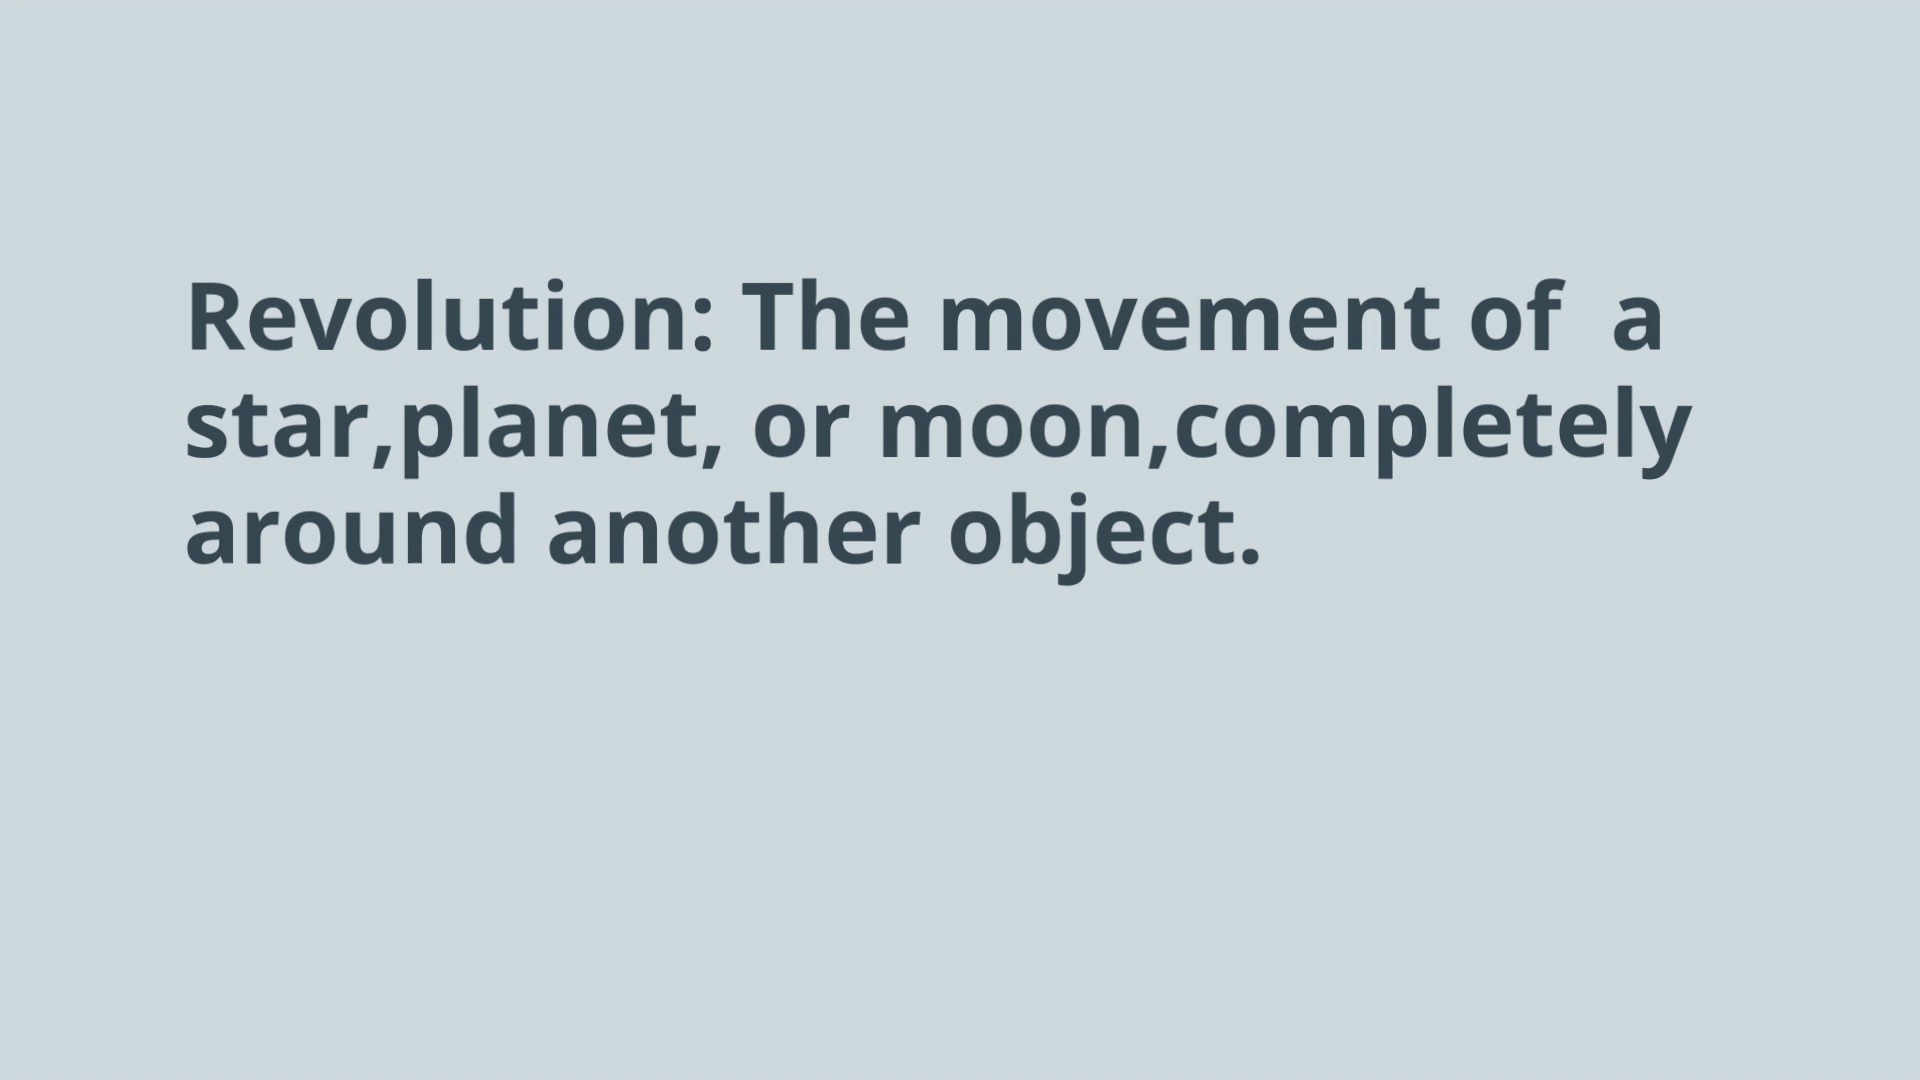 Revolution: The movement of  a
star,planet, or moon,completely
around another object.